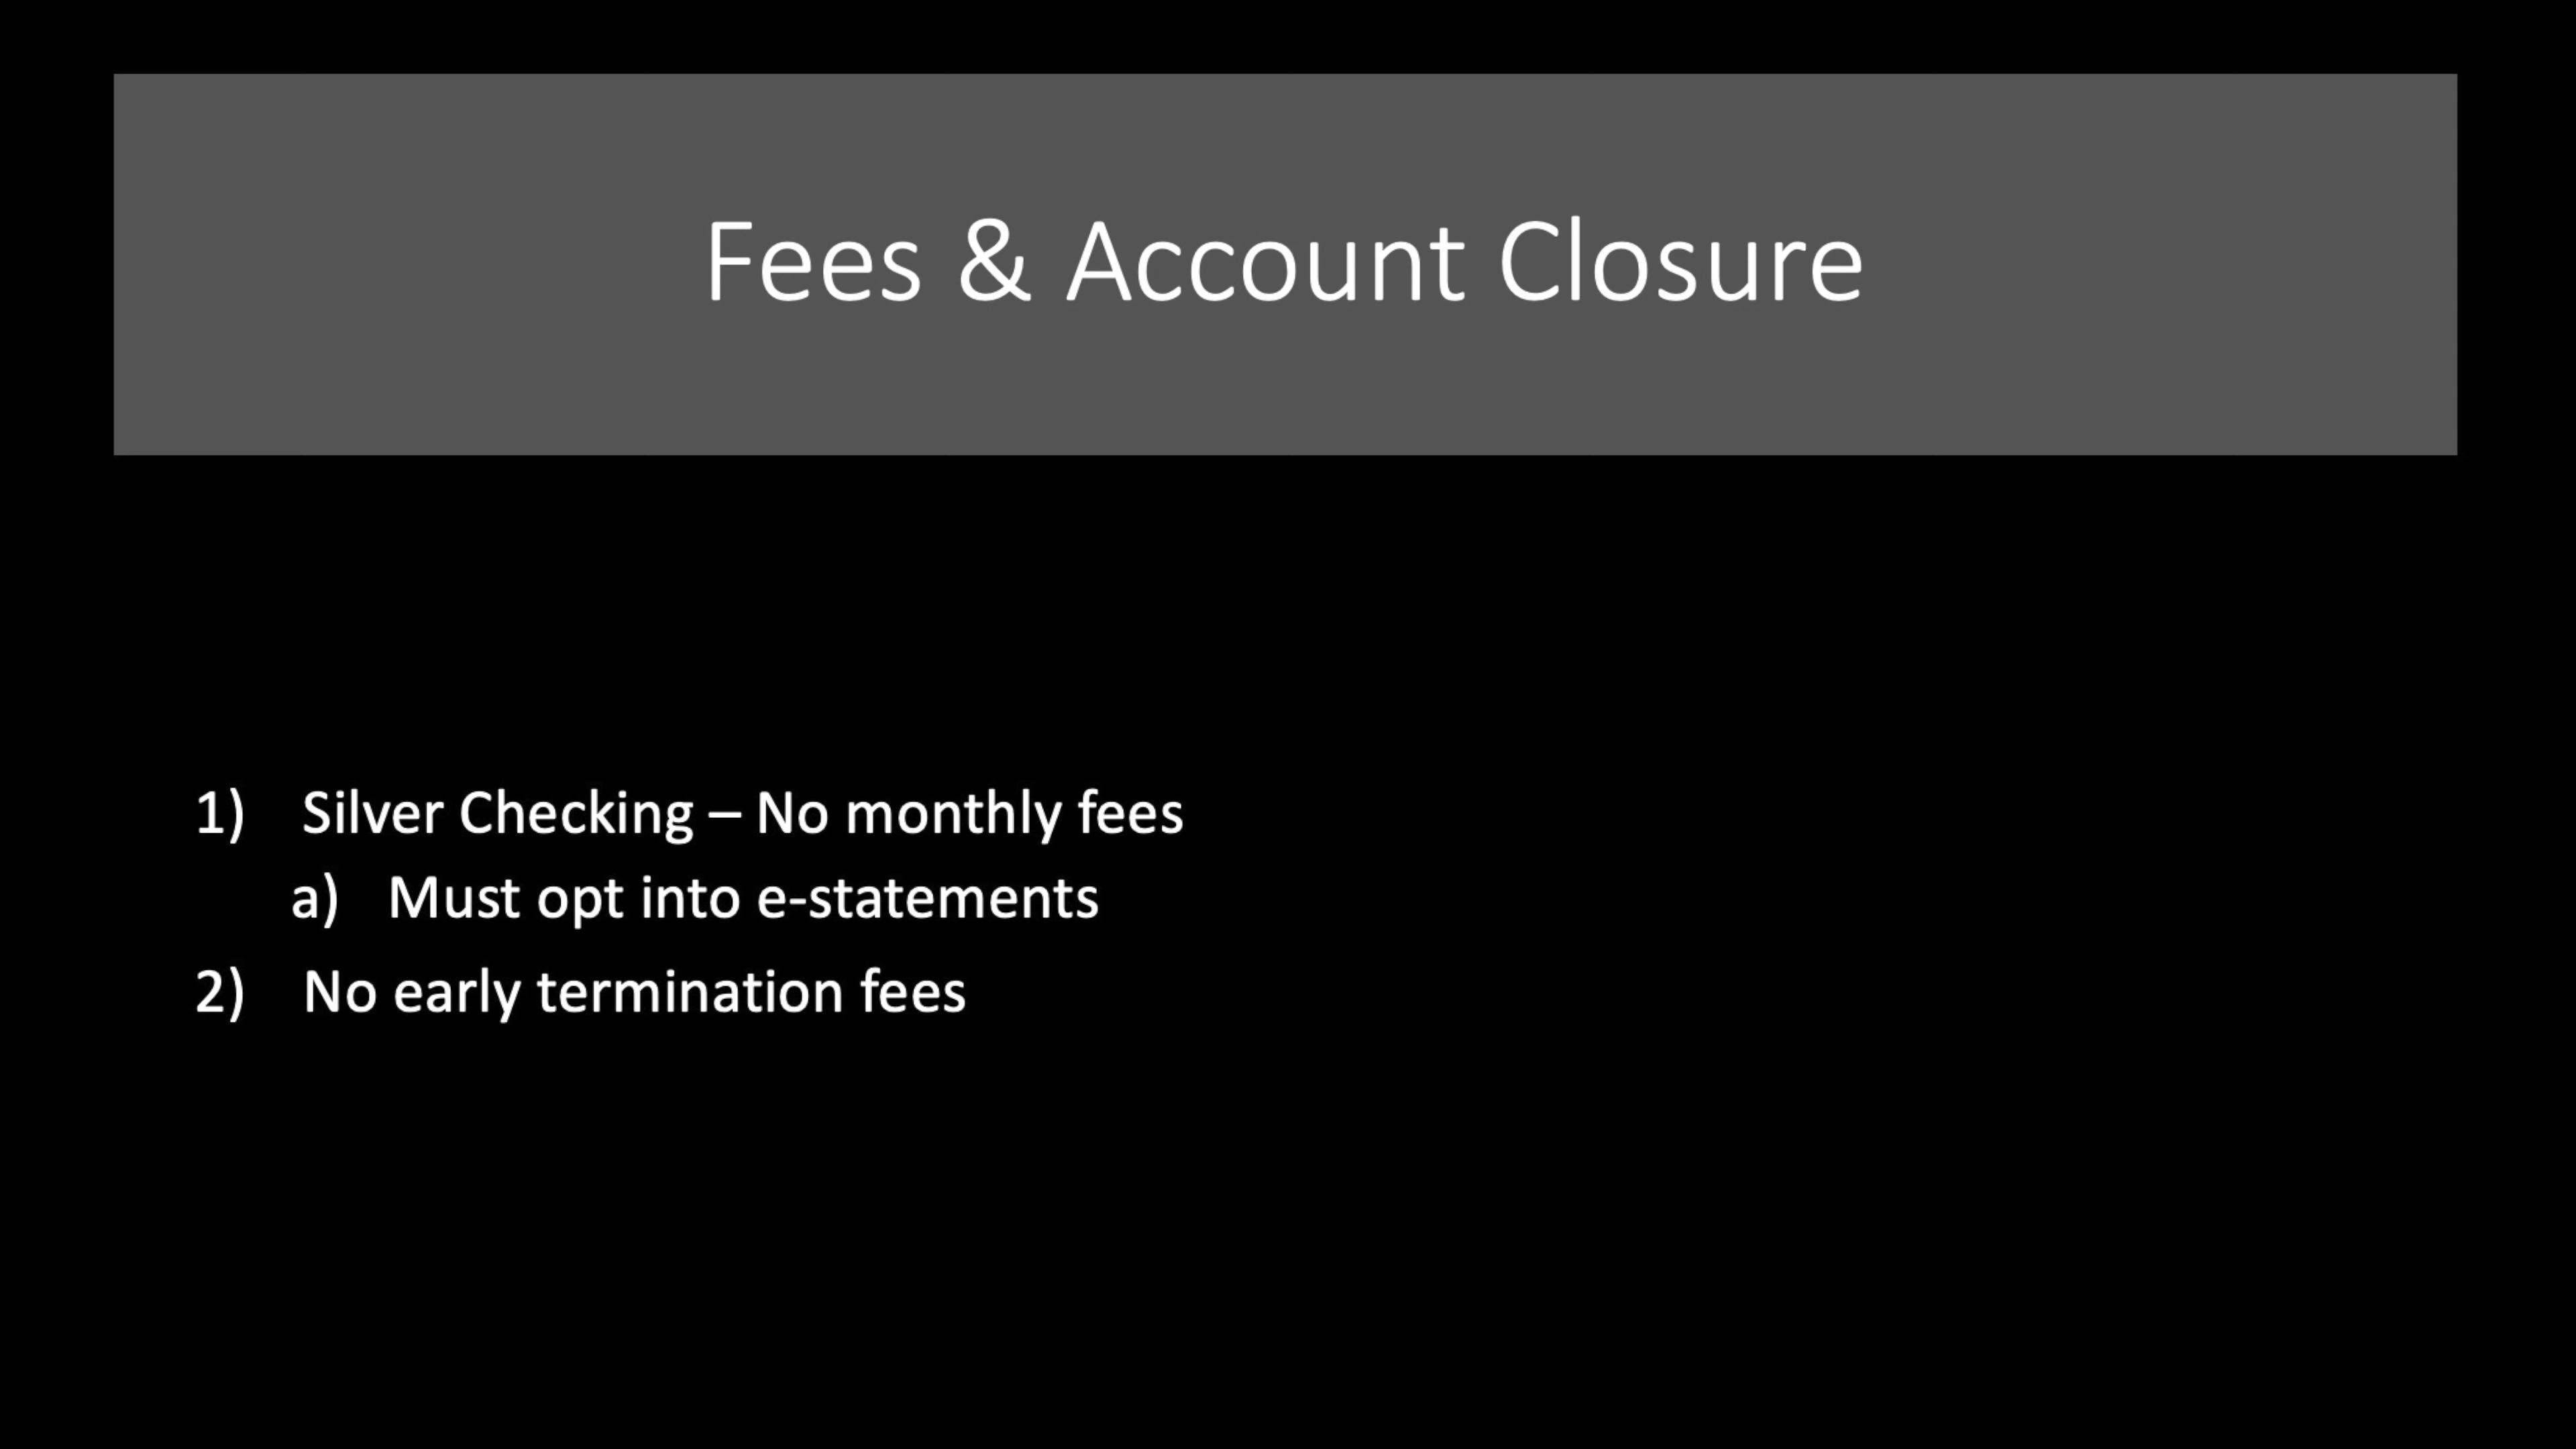 Fees & Account Closure
1) Silver Checking – No monthly fees
a) Must opt into e-statements
2) No early termination fees